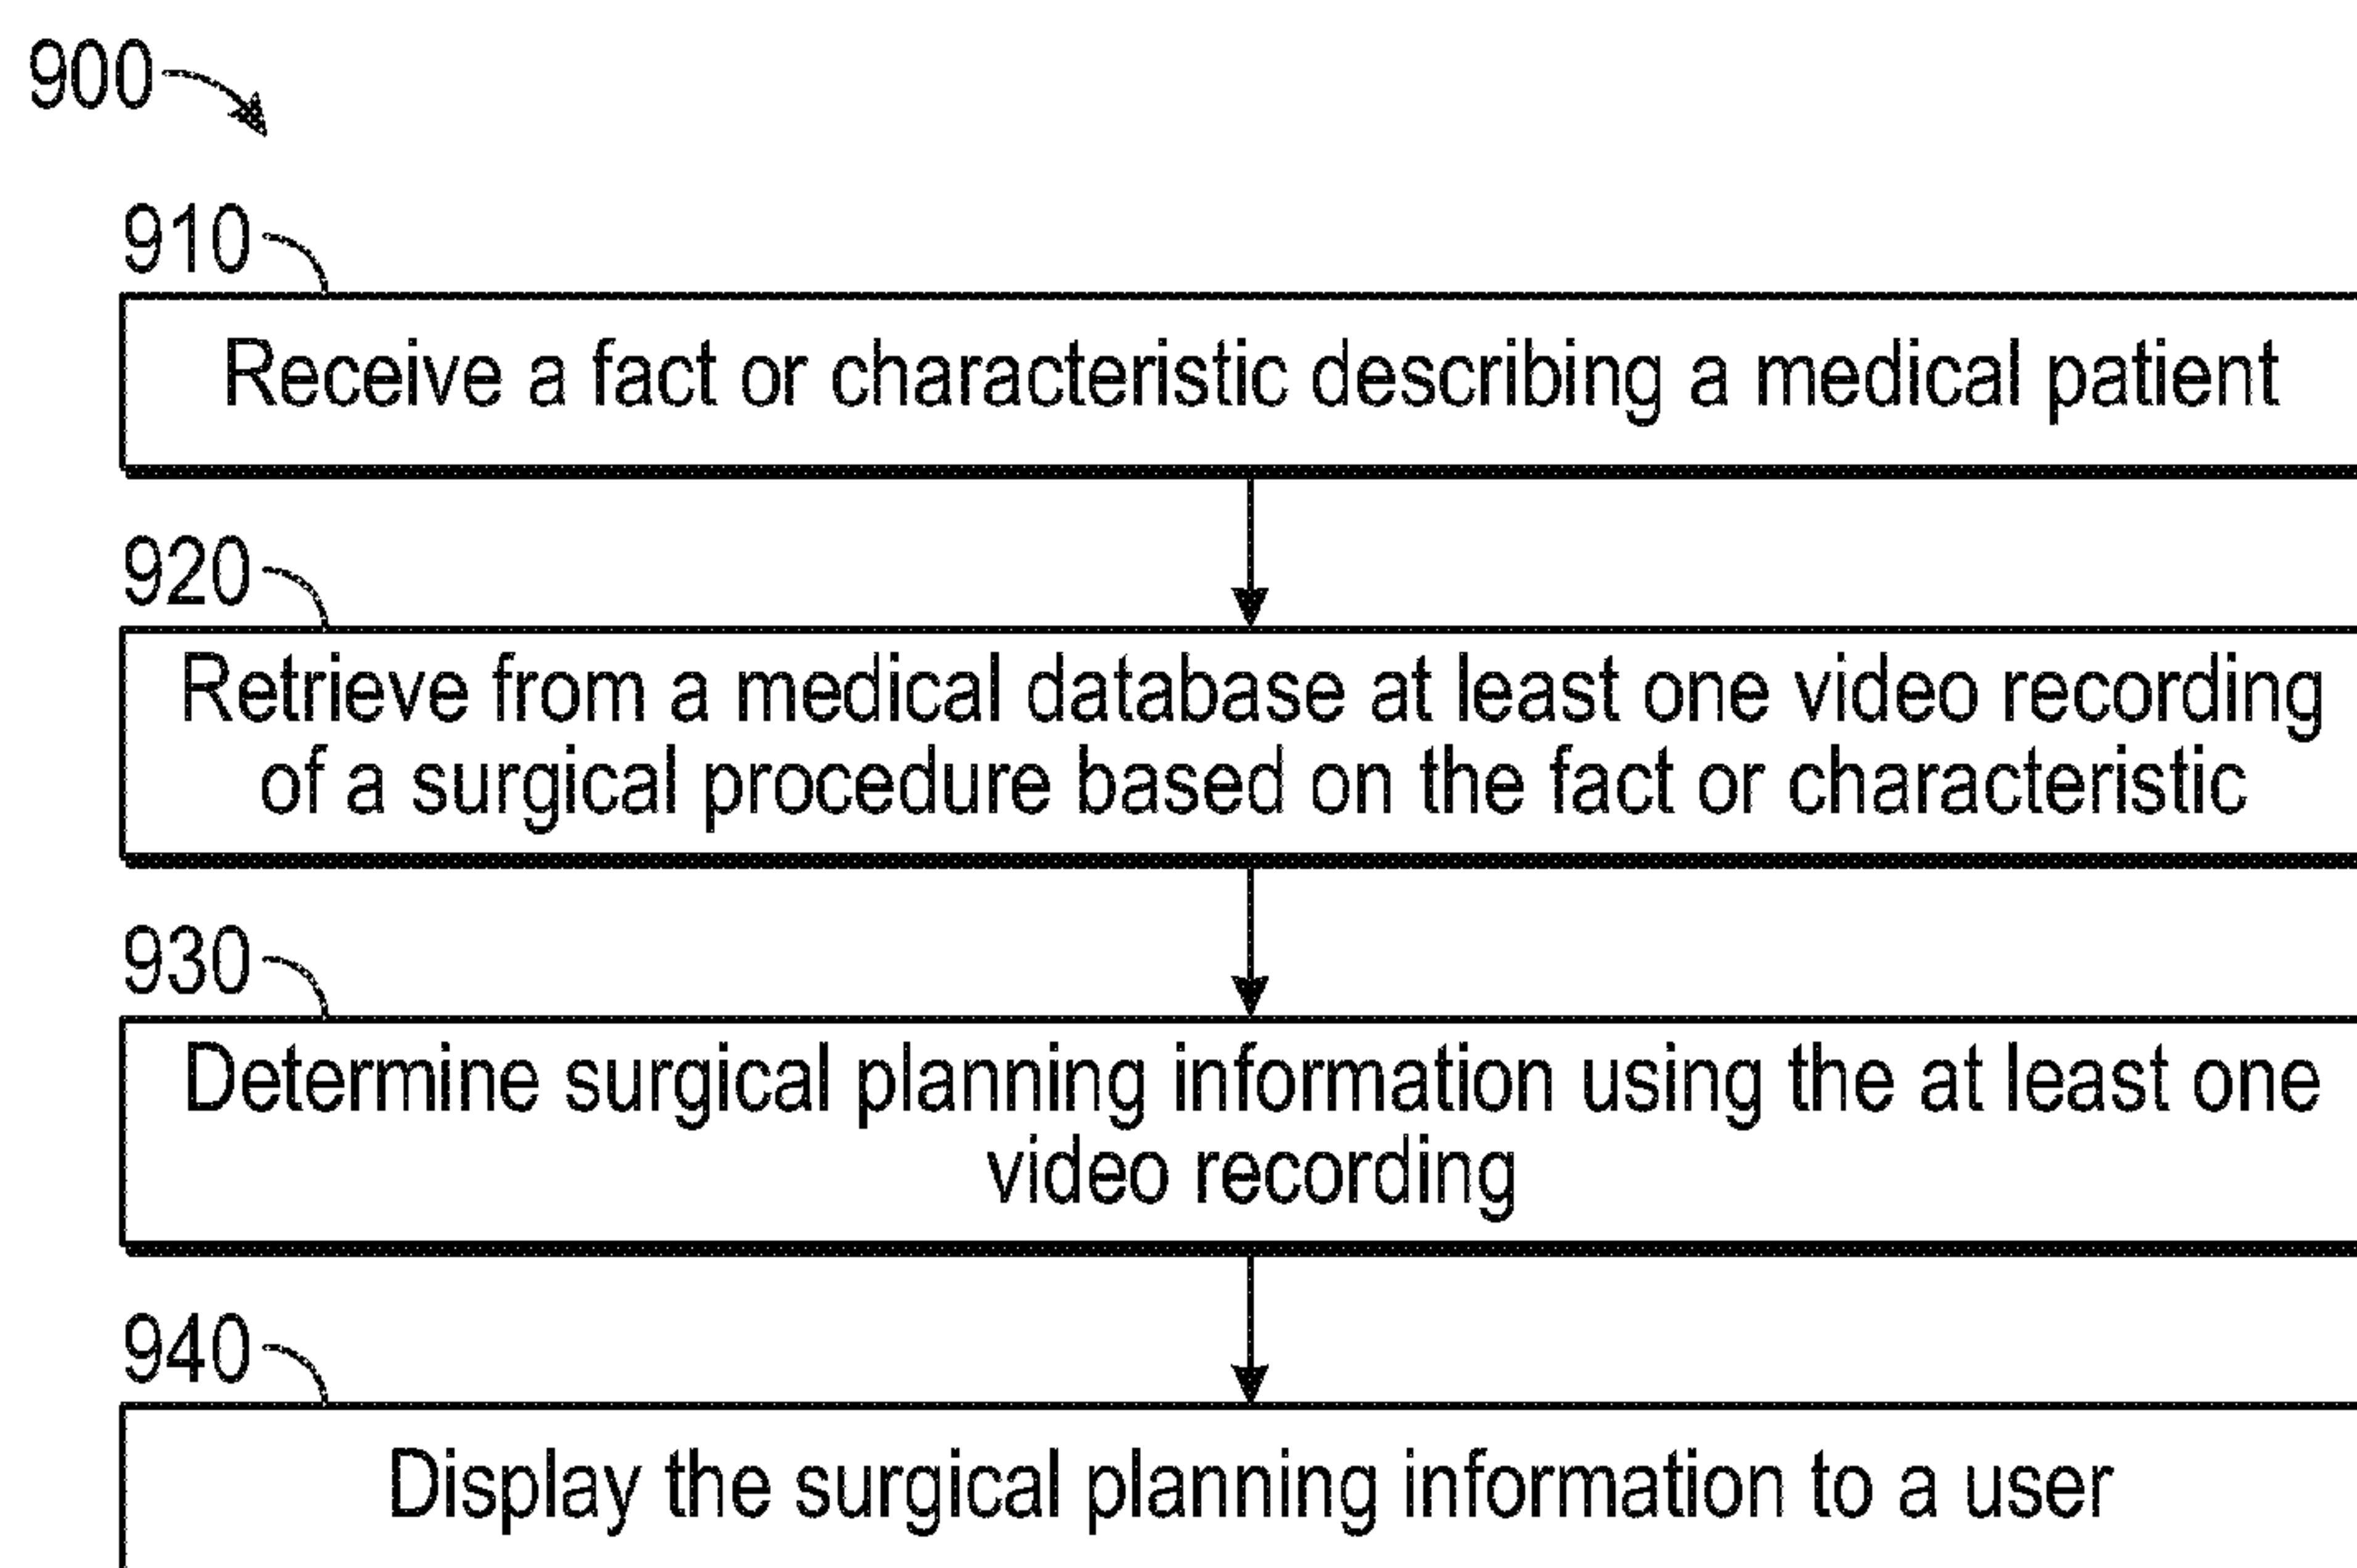 900
910
Receive a fact or characteristic describing a medical patient
920
Retrieve from a medical database at least one video recording
of a surgical procedure based on the fact or characteristic
930
Determine surgical planning information using the at least one
video recording
940
Display the surgical planning information to a user